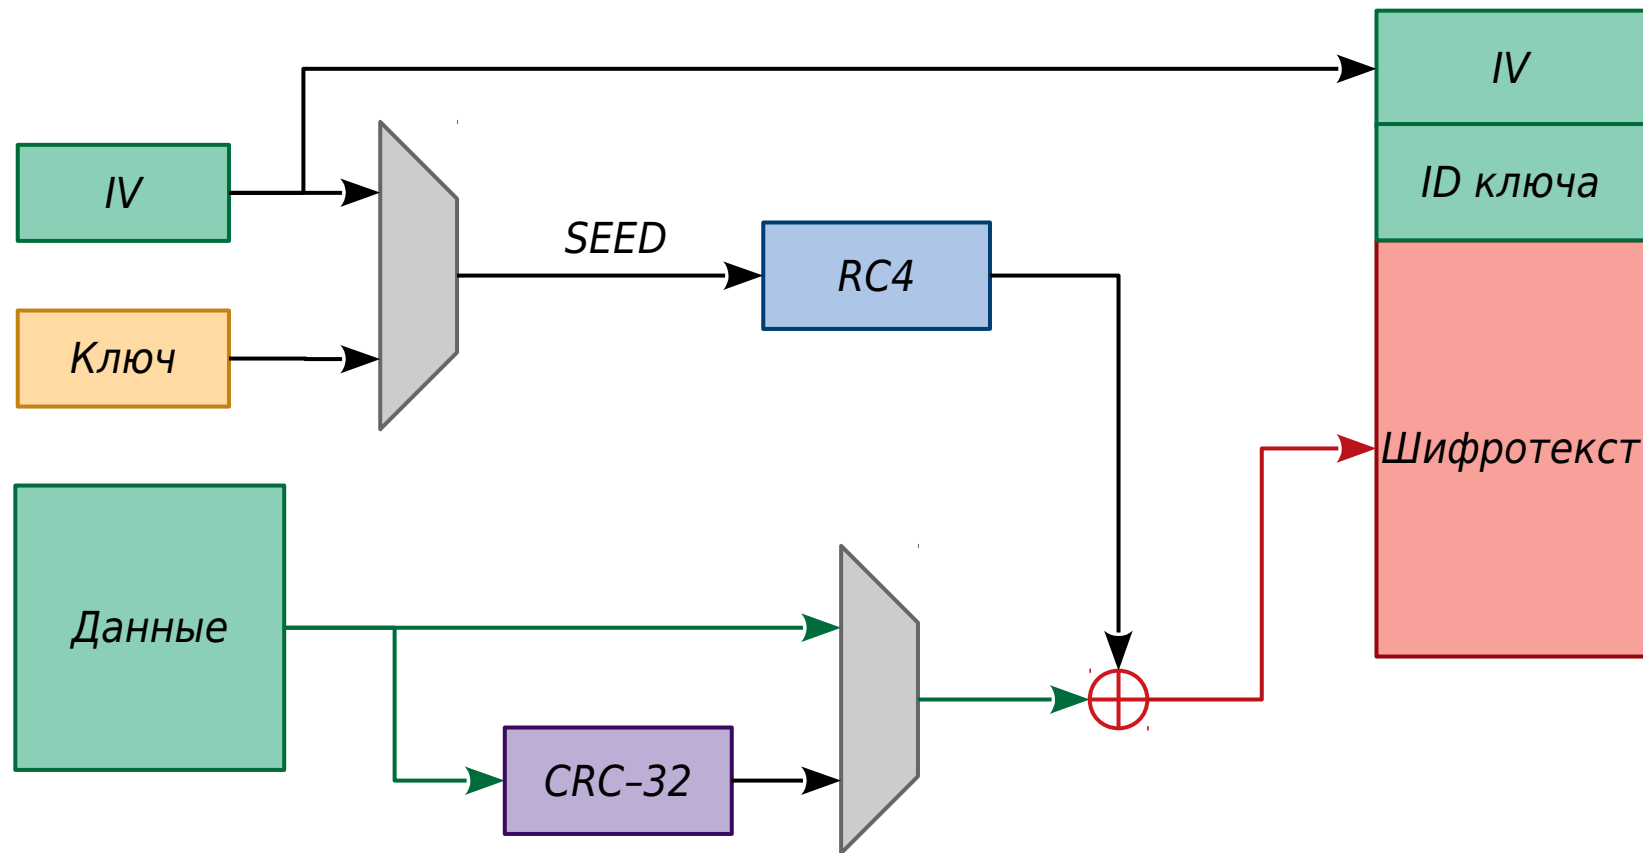 IV
IV
ID ключа
SEED
RC4
Ключ
Шифротекст
Данные
CRC–32